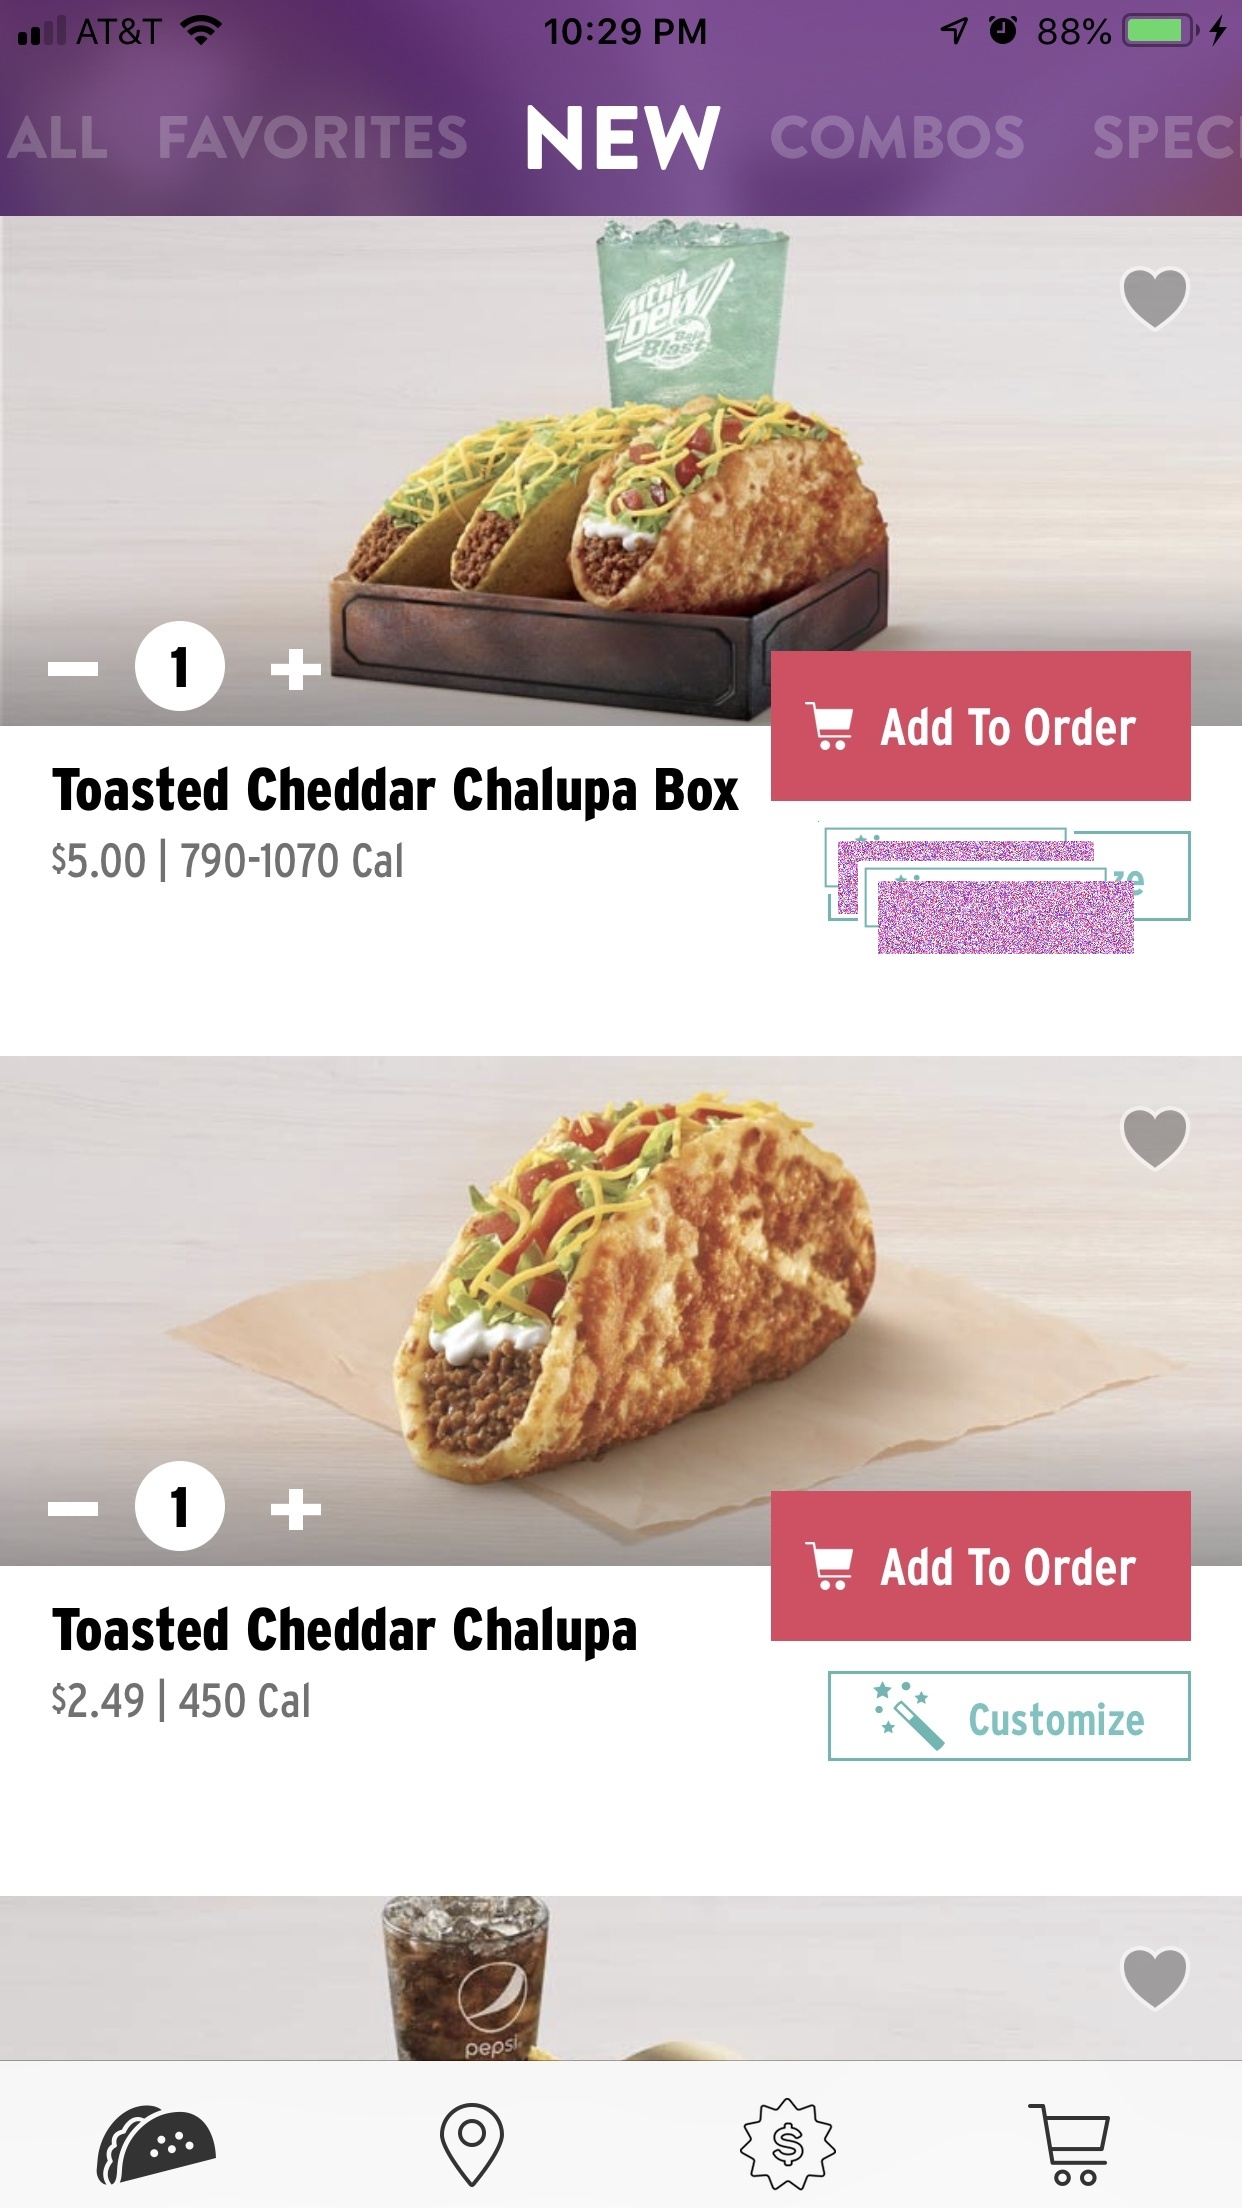 AT&T 10:29 PM 88%
ALL FAVORITES NEW COMBOS
Mtn
Dew
Baja
Blast
1
Add To Order
Toasted Cheddar Chalupa Box
$5.00 | 790-1070 Cal
1
Add To Order
Toasted Cheddar Chalupa
$2.49 | 450 Cal
Customize
pepsi